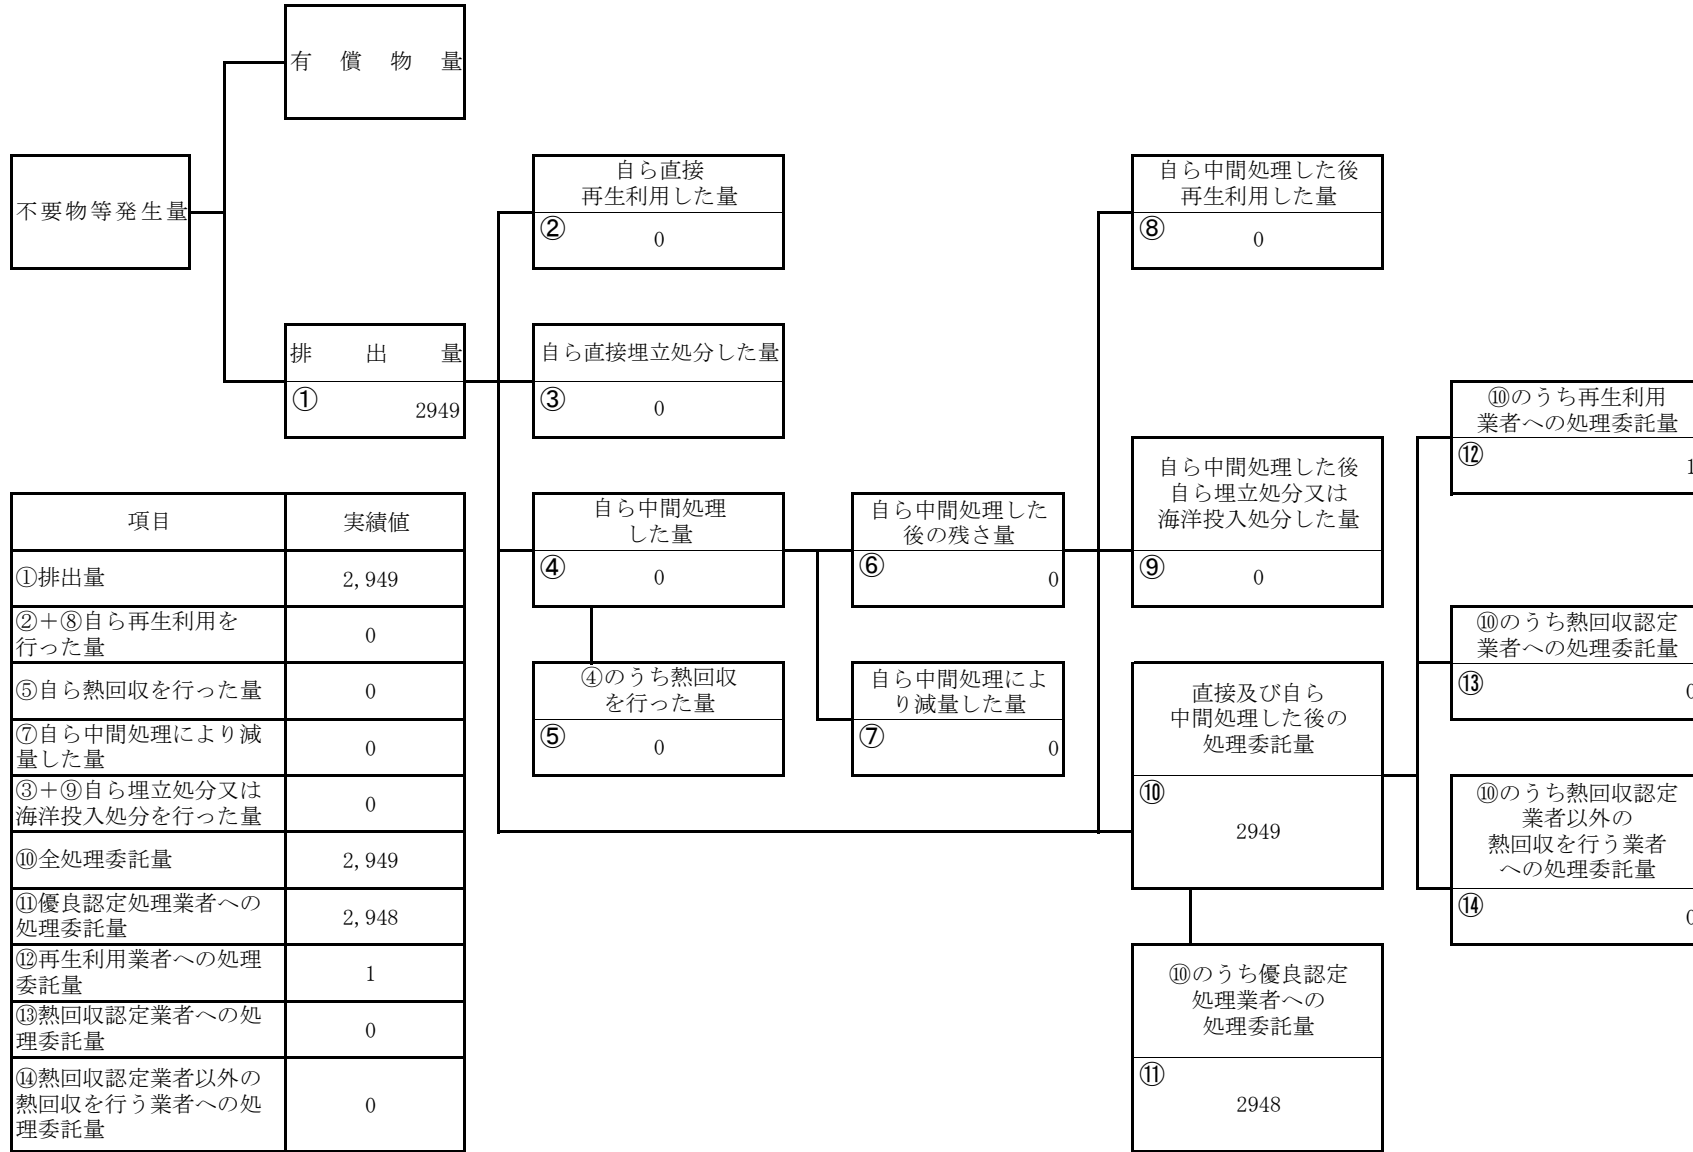 有償物量
不要物等発生量
排出量
① 2949
自ら直接
再生利用した量
② 0
自ら直接埋立処分した量
③ 0
自ら中間処理
した量
④ 0
④のうち熱回収
を行った量
⑤ 0
自ら中間処理した
後の残さ量
⑥ 0
自ら中間処理によ
り減量した量
⑦ 0
自ら中間処理した後
再生利用した量
⑧ 0
自ら中間処理した後
自ら埋立処分又は
海洋投入処分した量
⑨ 0
直接及び自ら
中間処理した後の
処理委託量
⑩
2949
⑩のうち優良認定
処理業者への
処理委託量
⑪
2948
⑩のうち再生利用
業者への処理委託量
⑫ 1
⑩のうち熱回収認定
業者への処理委託量
⑬ 0
⑩のうち熱回収認定
業者以外の
熱回収を行う業者
への処理委託量
⑭ 0
項目 実績値
①排出量 2,949
②+⑧自ら再生利用を
行った量 0
⑤自ら熱回収を行った量 0
⑦自ら中間処理により減
量した量 0
③+⑨自ら埋立処分又は
海洋投入処分を行った量 0
⑩全処理委託量 2,949
⑪優良認定処理業者への
処理委託量 2,948
⑫再生利用業者への処理
委託量 1
⑬熱回収認定業者への処
理委託量 0
⑭熱回収認定業者以外の
熱回収を行う業者への処
理委託量 0